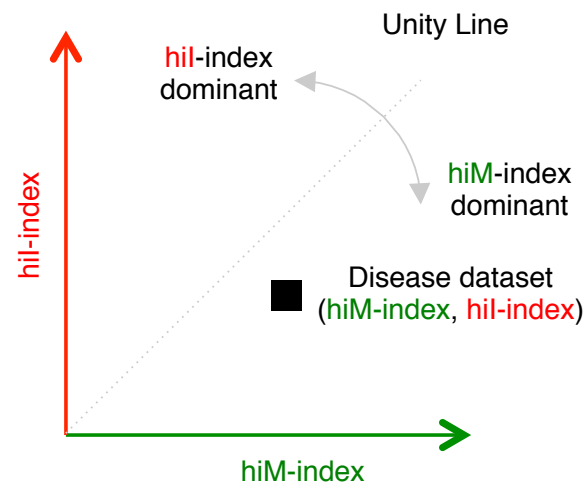 Unity Line
hiI-index
dominant
hiM-index
dominant
hiI-index
Disease dataset
(hiM-index, hiI-index)
hiM-index